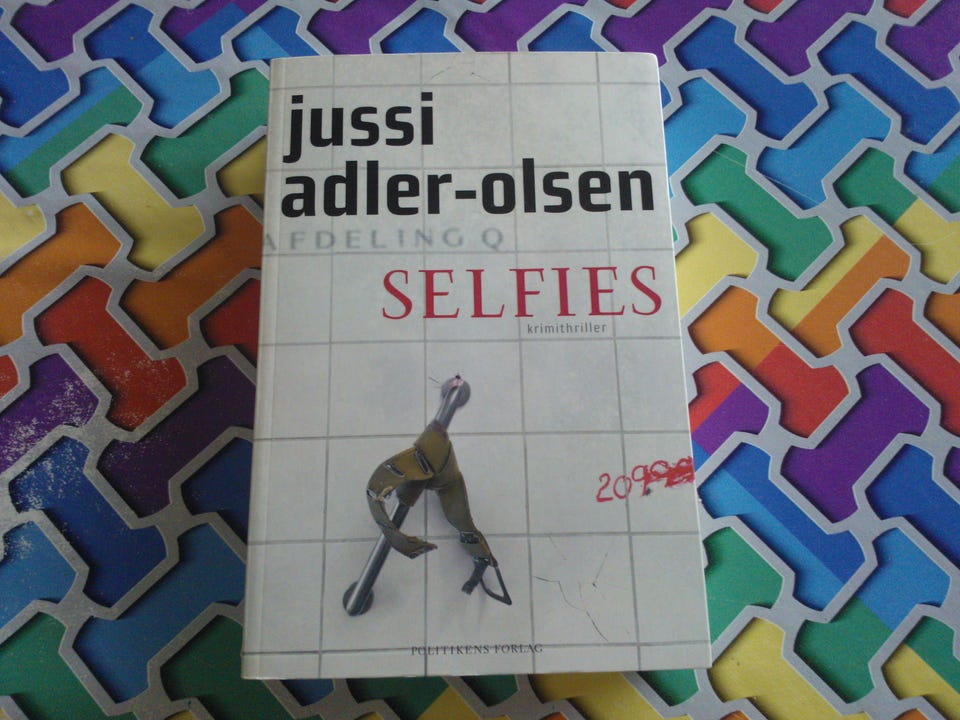 jussi
adler-olsen
AFDELING Q
SELFIES
krimithriller
POLITIKENS FORLAG